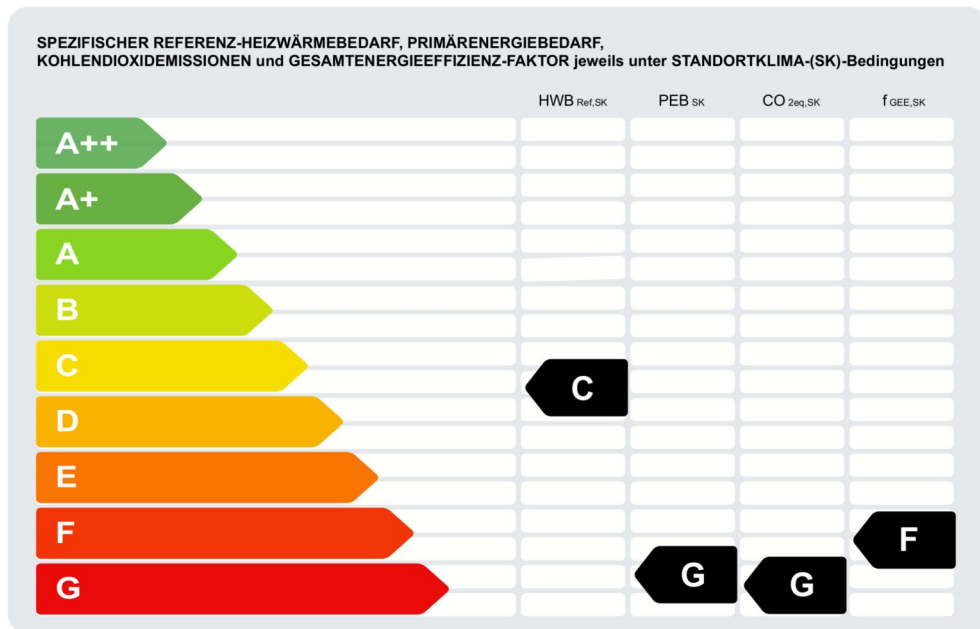 SPEZIFISCHER REFERENZ-HEIZWÄRMEBEDARF, PRIMÄRENERGIEBEDARF,
KOHLENDIOXIDEMISSIONEN und GESAMTENERGIEEFFIZIENZ-FAKTOR jeweils unter STANDORTKLIMA-(SK)-Bedingungen
HWB Ref,SK PEB SK CO 2eq,SK f GEE,SK
A++
A+
A
B
C C
D
E
F F
G G G